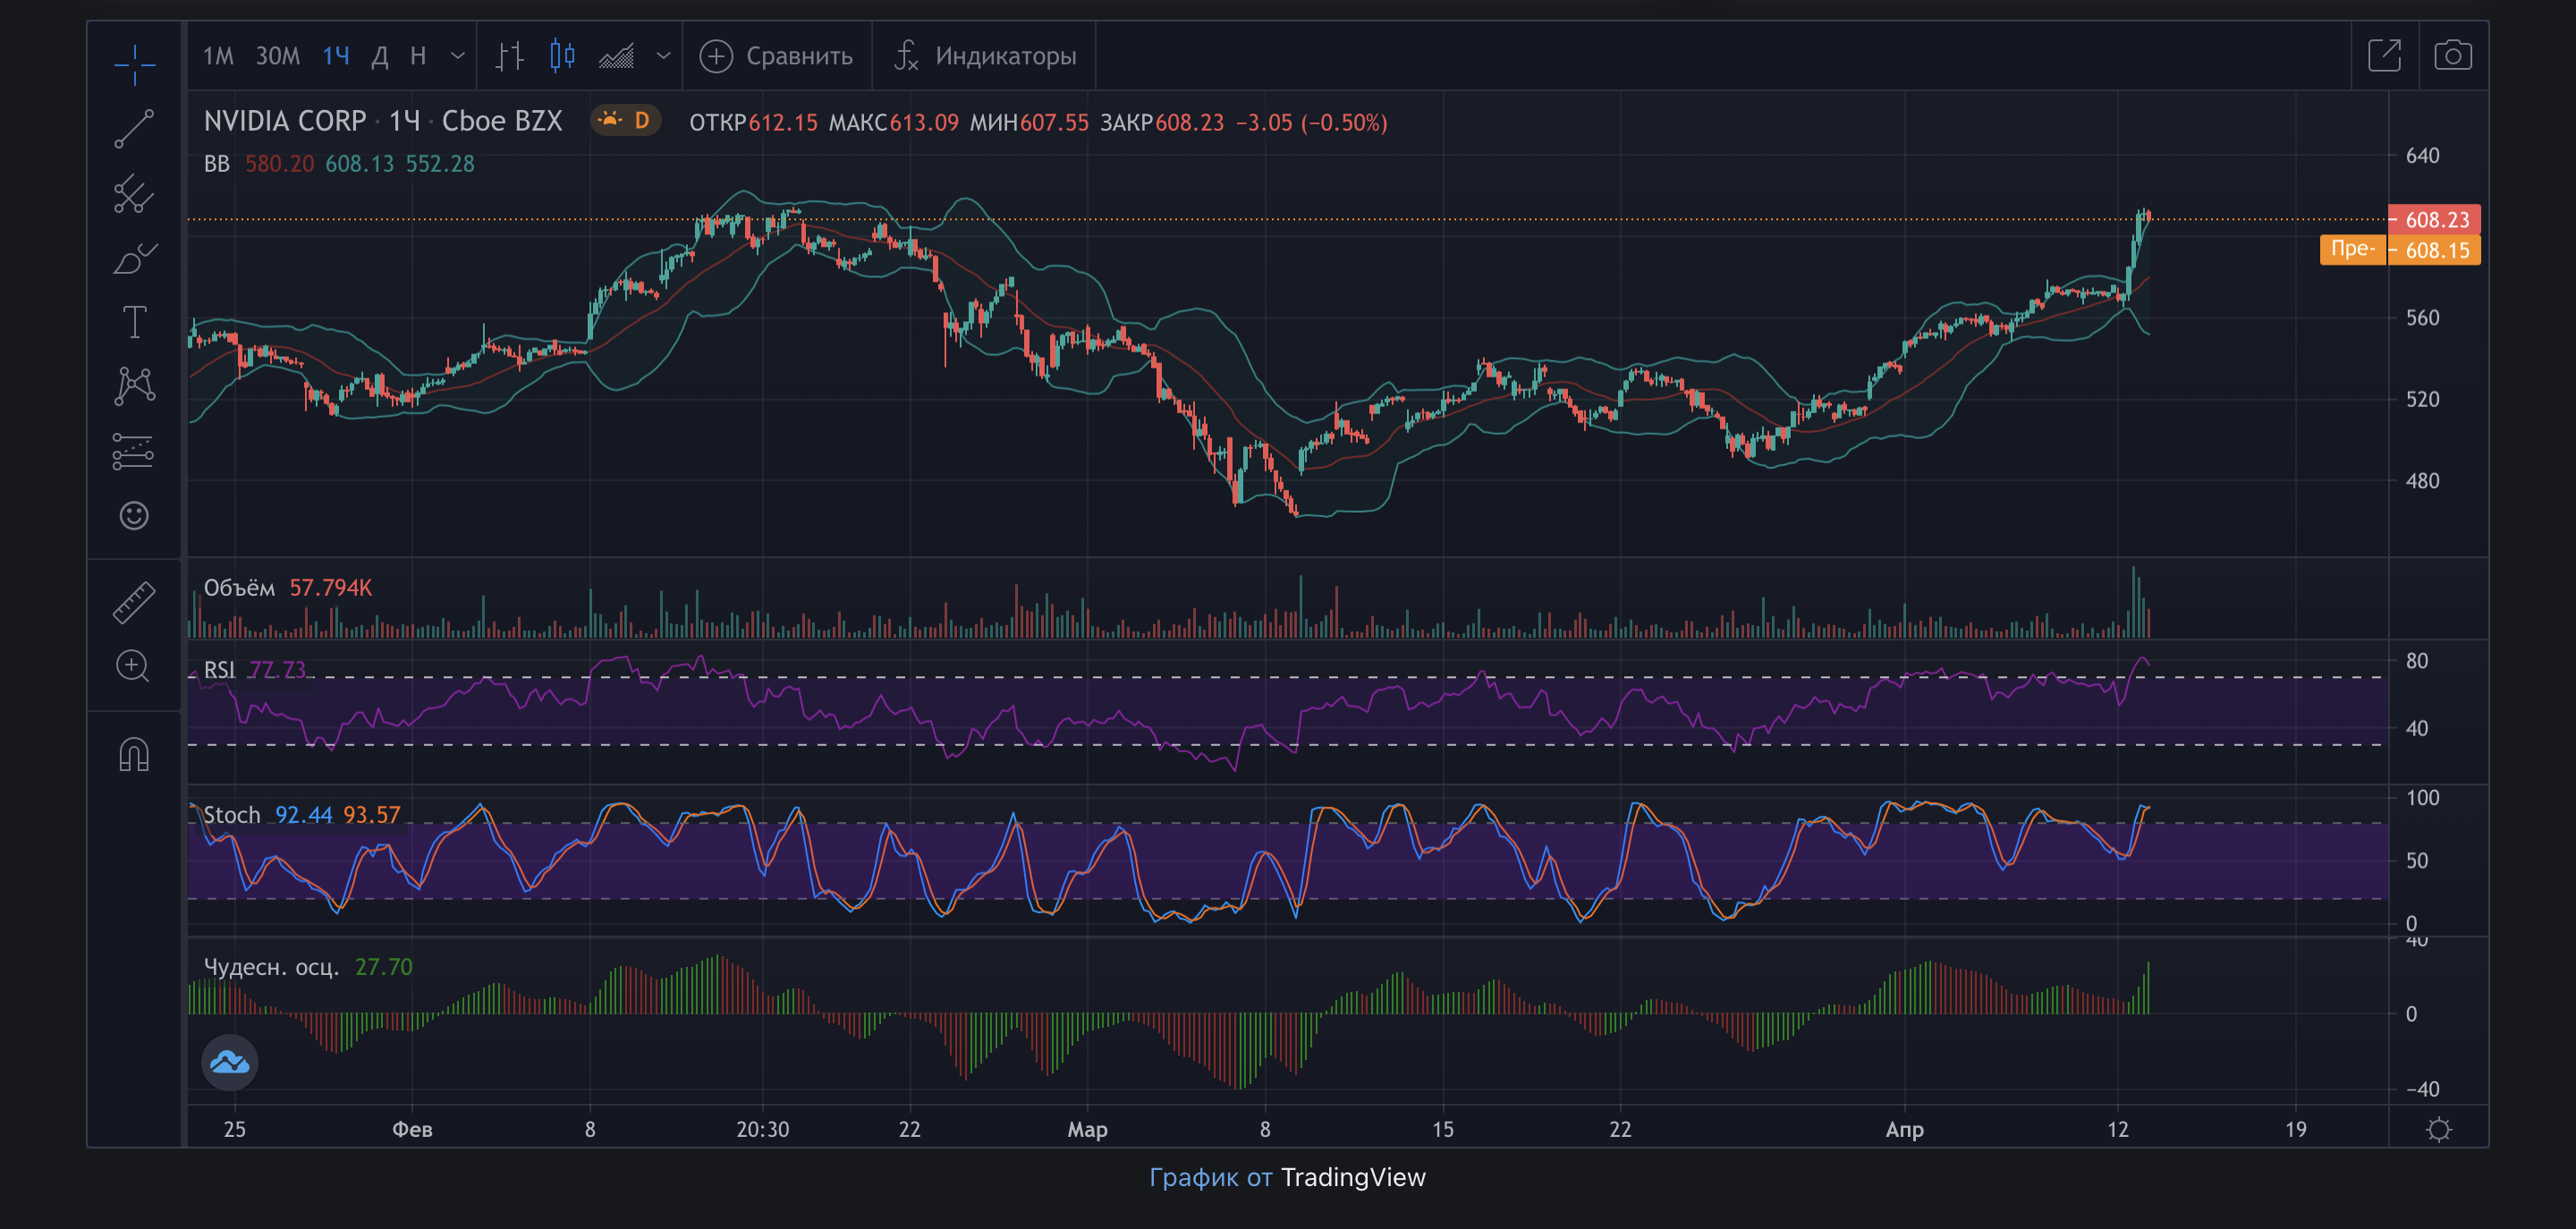 1М 30М 1Ч Д Н Сравнить Индикаторы
NVIDIA CORP · 1Ч · Cboe BZX D ОТКР612.15 МАКС613.09 МИН607.55 ЗАКР608.23 −3.05 (−0.50%)
BB 580.20 608.13 552.28
640
608.23
Пре- 608.15
560
520
480
Объём 57.794K
RSI 77.73
80
40
Stoch 92.44 93.57
100
50
0
Чудесн. осц. 27.70
40
0
−40
25 Фев 8 20:30 22 Мар 8 15 22 Апр 12 19
График от TradingView